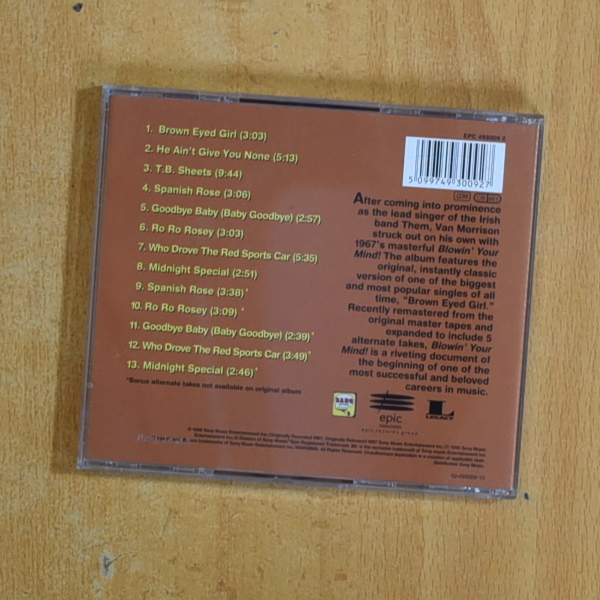 1. Brown Eyed Girl (3:03)
2. He Ain't Give You None (5:13)
3. T.B. Sheets (9:44)
4. Spanish Rose (3:06)
5. Goodbye Baby (Baby Goodbye) (2:57)
6. Ro Ro Rosey (3:03)
7. Who Drove The Red Sports Car (5:35)
8. Midnight Special (2:51)
9. Spanish Rose (3:38)*
10. Ro Ro Rosey (3:09) *
11. Goodbye Baby (Baby Goodbye) (2:39)*
12. Who Drove The Red Sports Car (3:49)*
13. Midnight Special (2:46)*
*Bonus alternate takes not available on original album
EPC
5 099749 300927
After coming into prominence
as the lead singer of the Irish
band Them, Van Morrison
struck out on his own with
1967's masterful Blowin' Your
Mind! The album features the
original, instantly classic
version of one of the biggest
and most popular singles of all
time, "Brown Eyed Girl."
Recently remastered from the
original master tapes and
expanded to include 5
alternate takes, Blowin' Your
Mind! is a riveting document of
the beginning of one of the
most successful and beloved
careers in music.
BANG
epic
epic records group
L
LEGACY